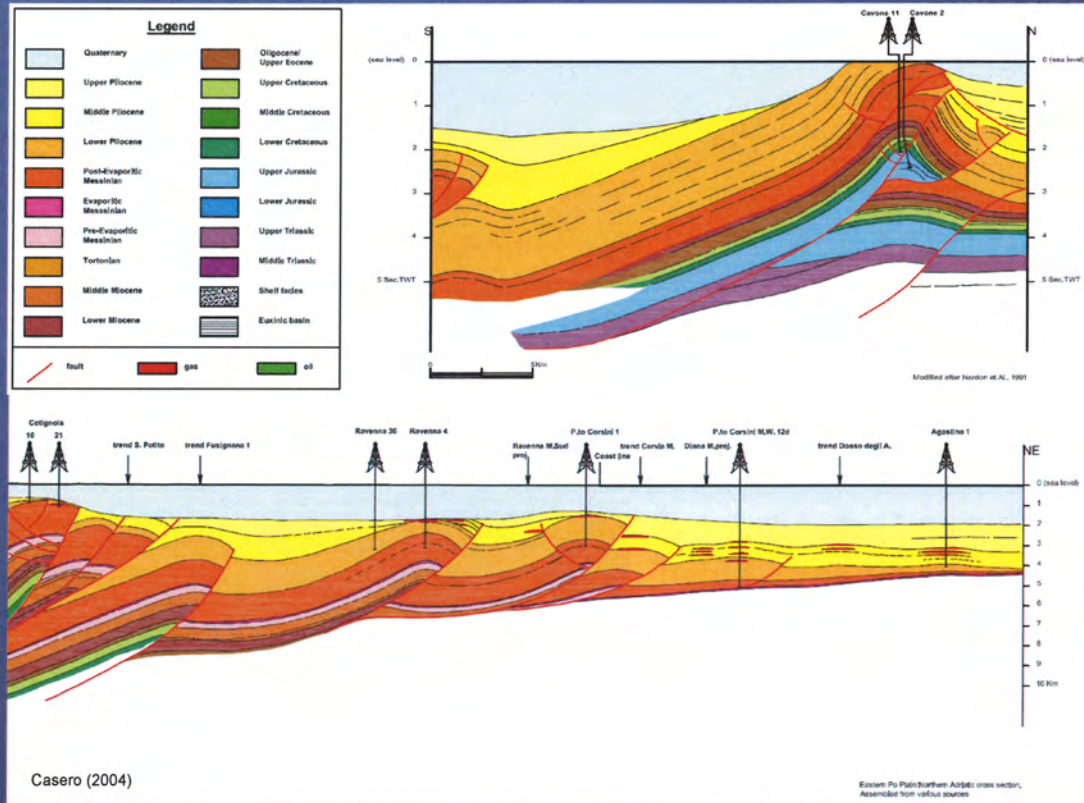 Legend
Quaternary
Upper Pliocene
Middle Pliocene
Lower Pliocene
Post-Evaporitic
Messinian
Evaporitic
Messsinian
Pre-Evaporitic
Messinian
Tortonian
Middle Miocene
Lower Miocene
Oligocene/
Upper Eocene
Upper Cretaceous
Middle Cretaceous
Lower Cretaceous
Upper Jurassic
Lower Jurassic
Upper Triassic
Middle Triassic
Shelf facies
Euxinic basin
fault gas oil
Cavone 11 Cavone 2
S N
(sea level) 0 0 (sea level)
1 1
2 2
3 3
4 4
5 Sec.TWT 5 Sec.TWT
0 5Km
Modified after Nardon et Al., 1991
Cotignola
10 21 trend S. Potito trend Fusignano 1 Ravenna 36 Ravenna 4 Ravenna M.Sud
proj. P.to Corsini 1 Coast line trend Cervia M. Diana M.proj. P.to Corsini M.W. 12d trend Dosso degli A. Agostino 1
NE
0 (sea level)
1
2
3
4
5
6
7
8
9
10 Km
Casero (2004)
Eastern Po Plain/Northern Adriatic cross section,
Assembled from various sources